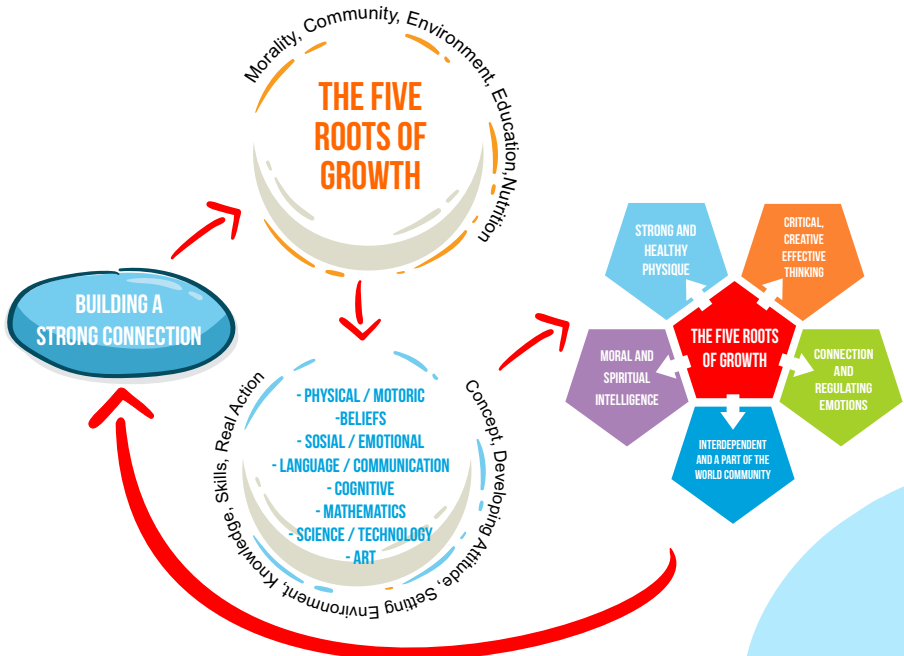 Morality, Community, Environment, Education,Nutrition
THE FIVE
ROOTS OF
GROWTH
BUILDING A
STRONG CONNECTION
Concept, Developing Attitude, Setting Environment, Knowledge, Skills, Real Action
- PHYSICAL / MOTORIC
-BELIEFS
- SOSIAL / EMOTIONAL
- LANGUAGE / COMMUNICATION
- COGNITIVE
- MATHEMATICS
- SCIENCE / TECHNOLOGY
- ART
STRONG AND
HEALTHY
PHYSIQUE
CRITICAL,
CREATIVE
EFFECTIVE
THINKING
THE FIVE ROOTS
OF GROWTH
MORAL AND
SPIRITUAL
INTELLIGENCE
CONNECTION
AND
REGULATING
EMOTIONS
INTERDEPENDENT
AND A PART OF THE
WORLD COMMUNITY